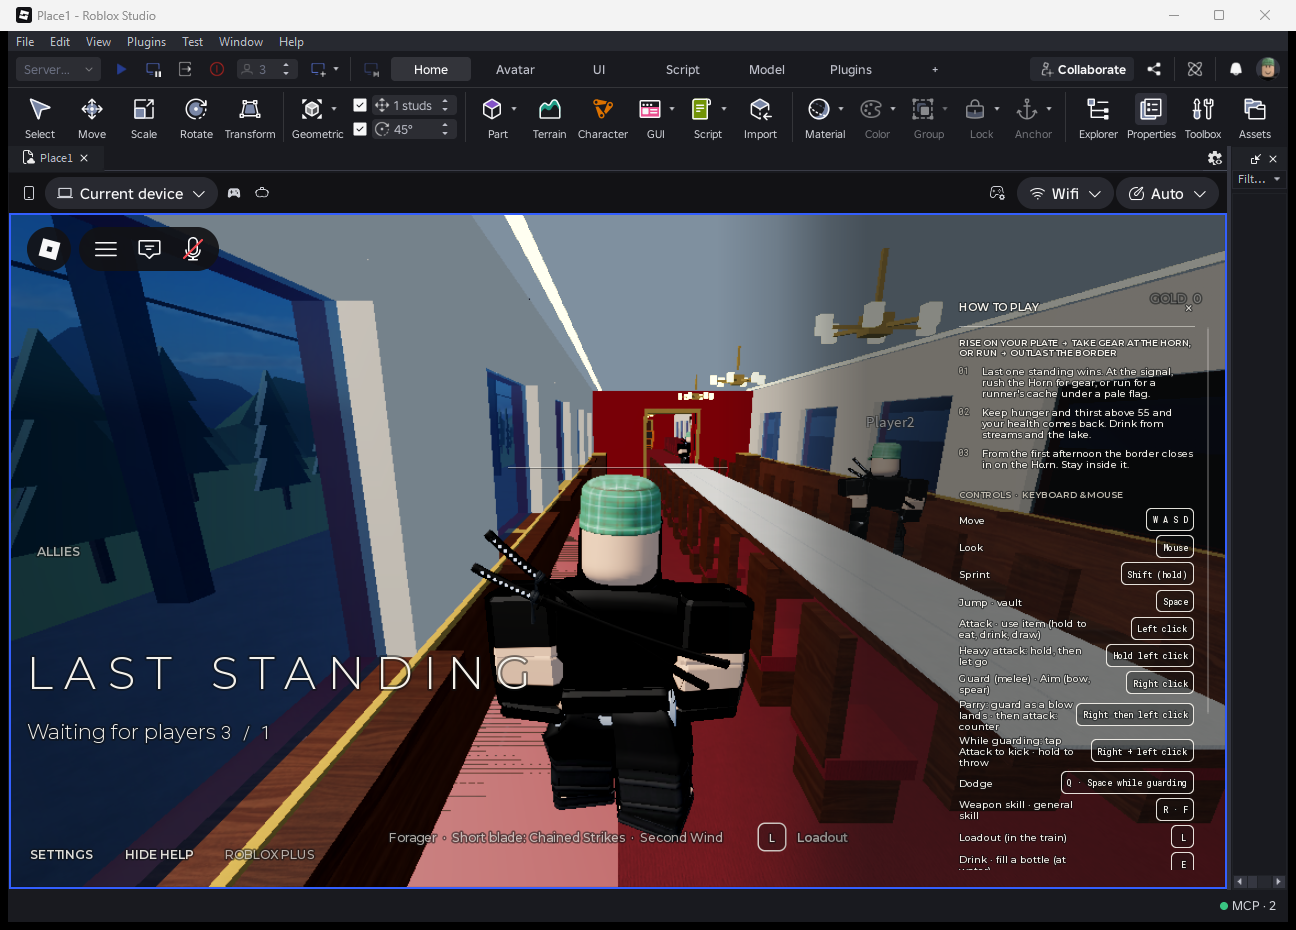 Place1 - Roblox Studio
File Edit View Plugins Test Window Help
Server... 3 Home Avatar UI Script Model Plugins + Collaborate
1 studs
45°
Select Move Scale Rotate Transform Geometric Part Terrain Character GUI Script Import Material Color Group Lock Anchor Explorer Properties Toolbox Assets
Place1
Filt...
Current device Wifi Auto
GOLD 0
HOW TO PLAY
RISE ON YOUR PLATE → TAKE GEAR AT THE HORN,
OR RUN → OUTLAST THE BORDER
01 Last one standing wins. At the signal,
rush the Horn for gear, or run for a
runner's cache under a pale flag.
02 Keep hunger and thirst above 55 and
your health comes back. Drink from
streams and the lake.
03 From the first afternoon the border closes
in on the Horn. Stay inside it.
Player2
CONTROLS · KEYBOARD & MOUSE
Move W A S D
Look Mouse
Sprint Shift (hold)
Jump · vault Space
Attack · use item (hold to
eat, drink, draw) Left click
Heavy attack: hold, then
let go Hold left click
Guard (melee) · Aim (bow,
spear) Right click
Parry: guard as a blow
lands · then attack:
counter Right then left click
While guarding: tap
Attack to kick · hold to
throw Right + left click
Dodge Q · Space while guarding
Weapon skill · general
skill R · F
Loadout (in the train) L
Drink · fill a bottle (at
water) E
ALLIES
LAST STANDING
Waiting for players 3 / 1
Forager · Short blade: Chained Strikes · Second Wind L Loadout
SETTINGS HIDE HELP ROBLOX PLUS
MCP · 2